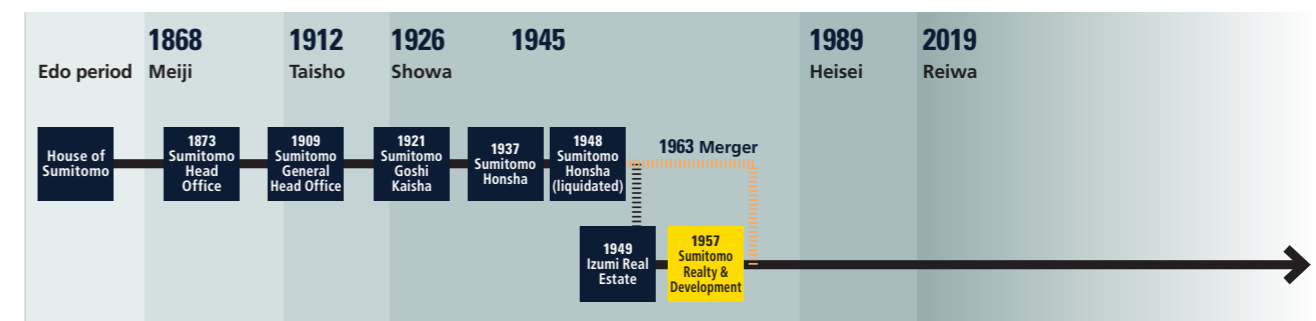 1868
1912
1926
1945
1989
2019
Edo period
Meiji
Taisho
Showa
Heisei
Reiwa
House of
Sumitomo
1873
Sumitomo
Head
Office
1909
Sumitomo
General
Head Office
1921
Sumitomo
Goshi
Kaisha
1937
Sumitomo
Honsha
1948
Sumitomo
Honsha
(liquidated)
1963 Merger
1949
Izumi Real
Estate
1957
Sumitomo
Realty &
Development